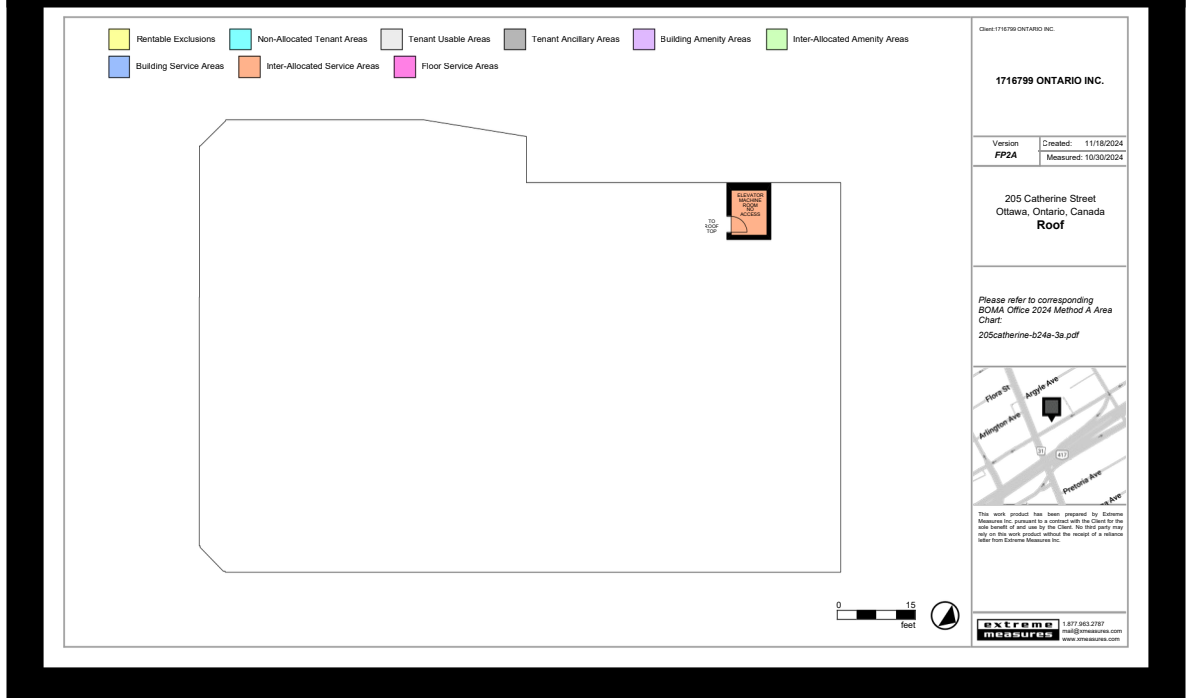 Rentable Exclusions
Non-Allocated Tenant Areas
Tenant Usable Areas
Tenant Ancillary Areas
Building Amenity Areas
Inter-Allocated Amenity Areas
Building Service Areas
Inter-Allocated Service Areas
Floor Service Areas
ELEVATOR
MACHINE
ROOM
NO
ACCESS
TO
ROOF
TOP
0 15
feet
Client:1716799 ONTARIO INC.
1716799 ONTARIO INC.
Version
FP2A
Created: 11/18/2024
Measured: 10/30/2024
205 Catherine Street
Ottawa, Ontario, Canada
Roof
Please refer to corresponding
BOMA Office 2024 Method A Area
Chart:
205catherine-b24a-3a.pdf
Flora St
Argyle Ave
Arlington Ave
31
417
Pretoria Ave
a Ave
This work product has been prepared by Extreme
Measures Inc. pursuant to a contract with the Client for the
sole benefit of and use by the Client. No third party may
rely on this work product without the receipt of a reliance
letter from Extreme Measures Inc.
extreme
measures
1.877.963.2787
mail@xmeasures.com
www.xmeasures.com